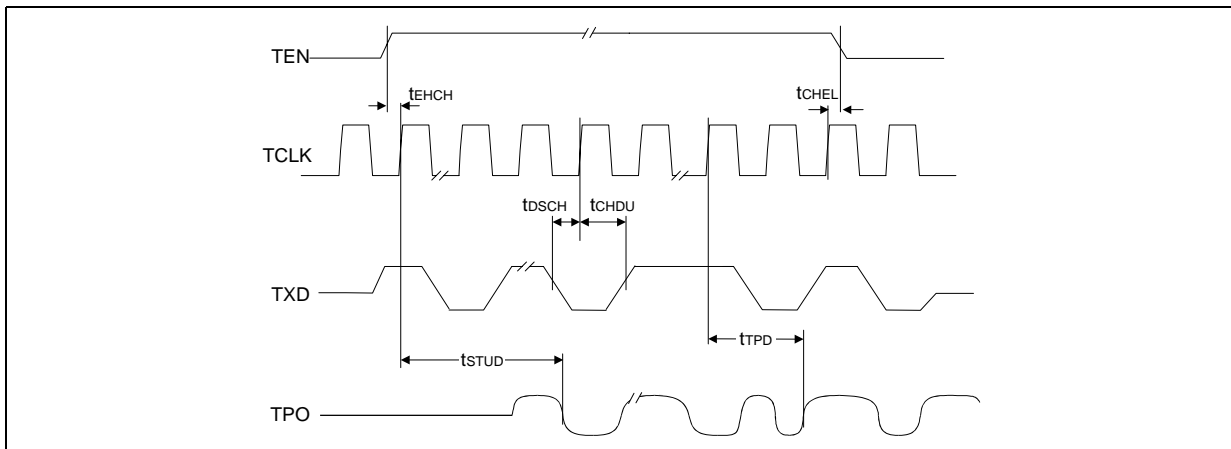 TEN
tEHCH
tCHEL
TCLK
tDSCH
tCHDU
TXD
tSTUD
tTPD
TPO